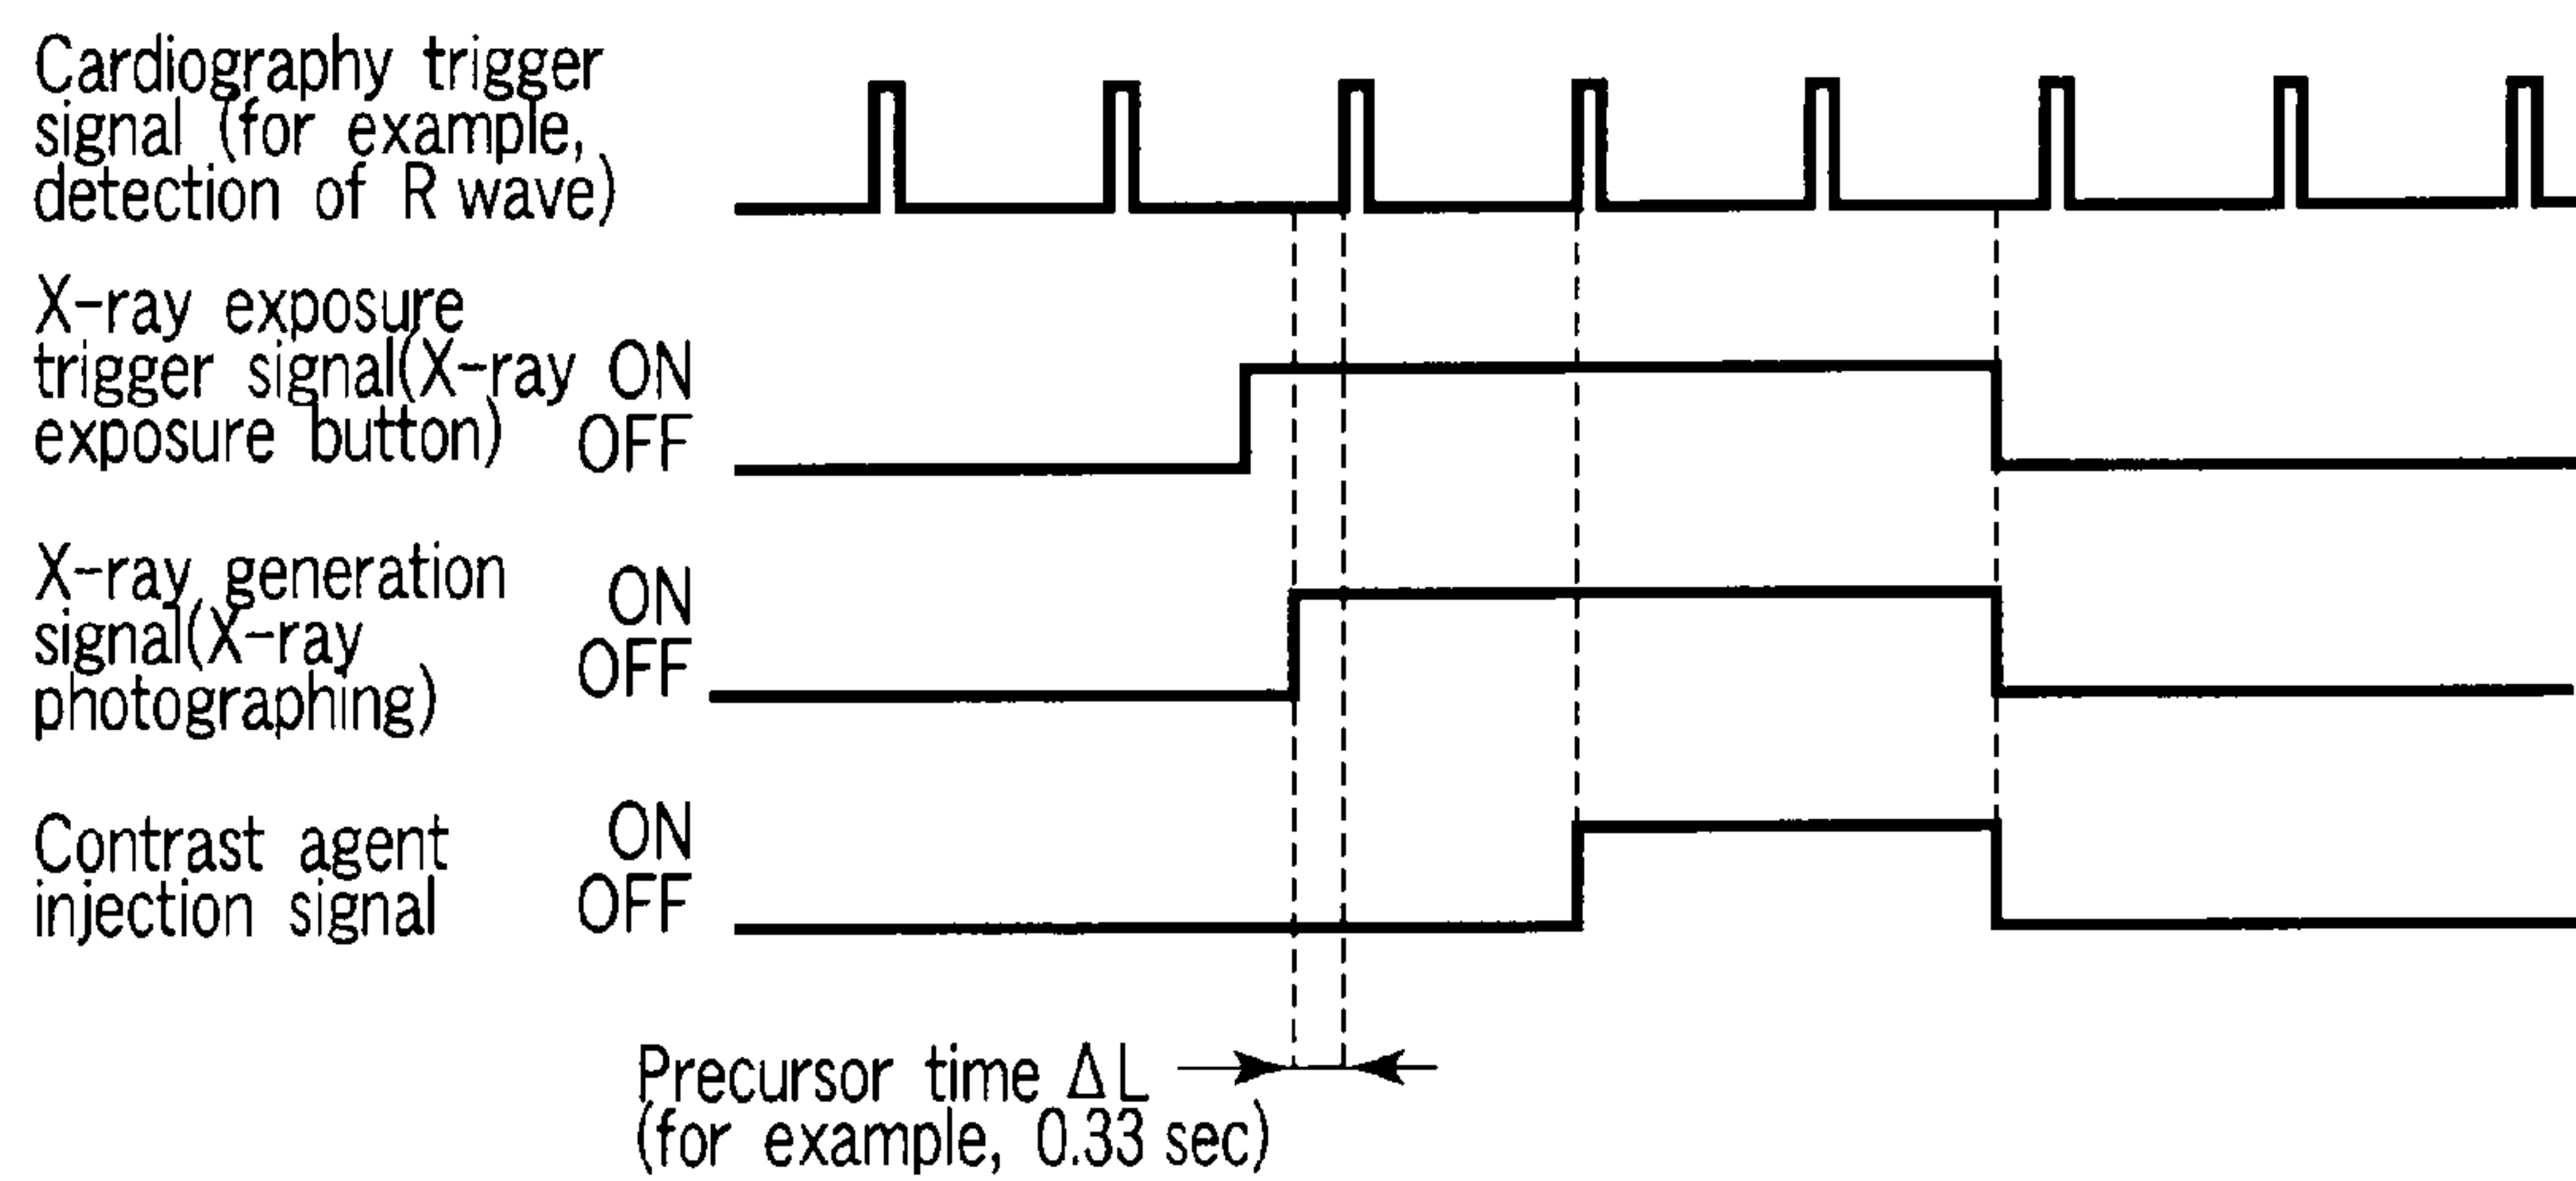 Cardiography trigger
signal (for example,
detection of R wave)
X-ray exposure
trigger signal(X-ray ON
exposure button) OFF
X-ray generation ON
signal(X-ray OFF
photographing)
Contrast agent ON
injection signal OFF
Precursor time ΔL
(for example, 0.33 sec)